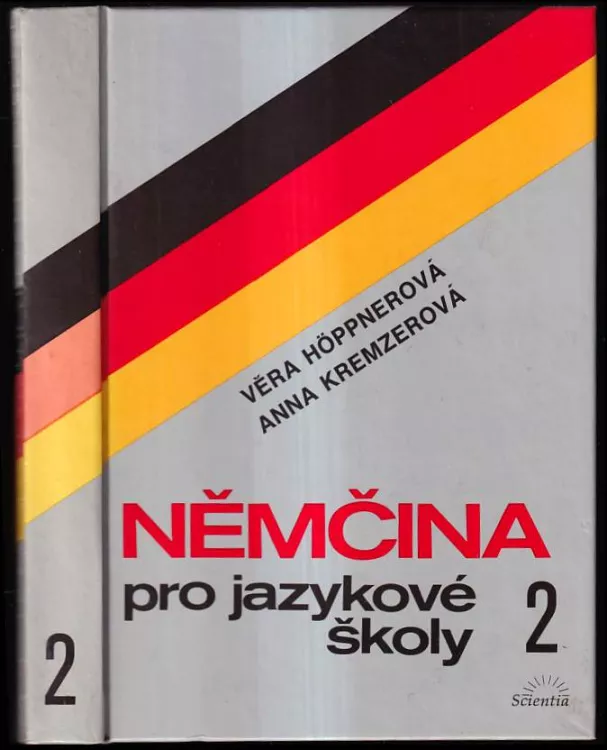 VĚRA HÖPPNEROVÁ
ANNA KREMZEROVÁ
NĚMČINA
pro jazykové
školy 2
Scientia
2